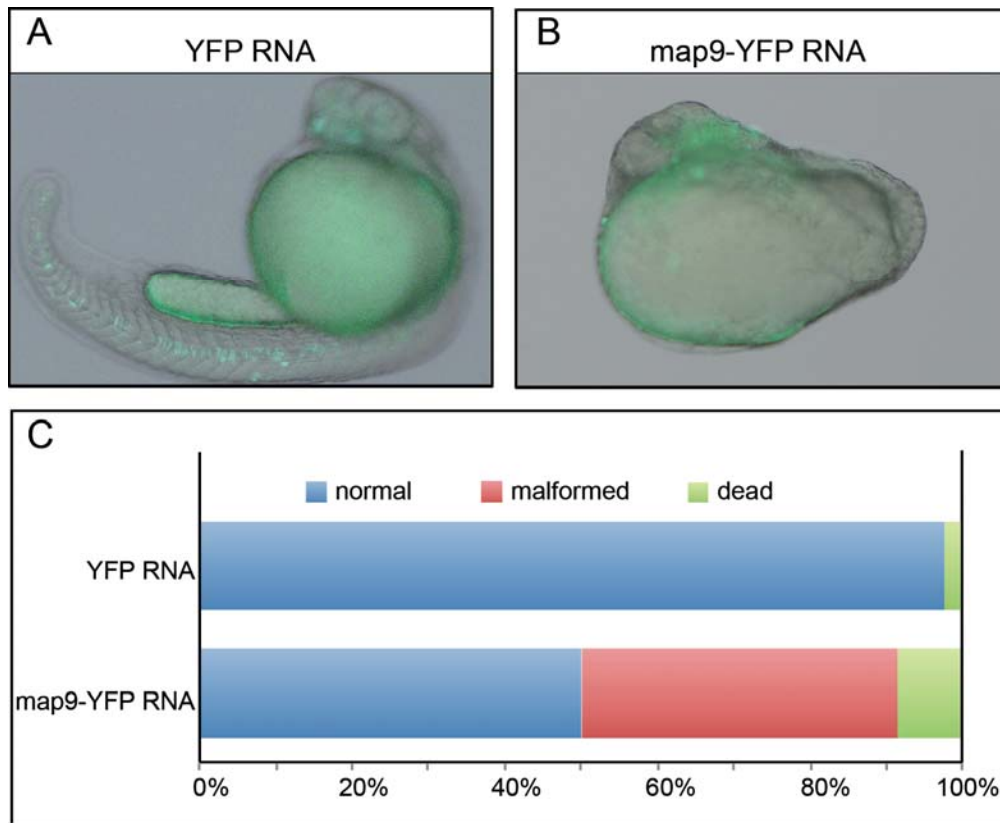 A
YFP RNA
B
map9-YFP RNA
C
normal malformed dead
YFP RNA
map9-YFP RNA
0% 20% 40% 60% 80% 100%